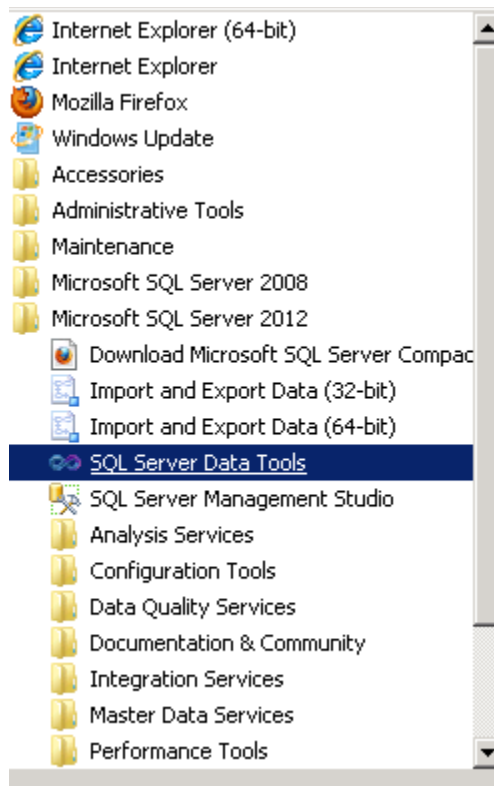 Internet Explorer (64-bit)
Internet Explorer
Mozilla Firefox
Windows Update
Accessories
Administrative Tools
Maintenance
Microsoft SQL Server 2008
Microsoft SQL Server 2012
Download Microsoft SQL Server Compac
Import and Export Data (32-bit)
Import and Export Data (64-bit)
SQL Server Data Tools
SQL Server Management Studio
Analysis Services
Configuration Tools
Data Quality Services
Documentation & Community
Integration Services
Master Data Services
Performance Tools